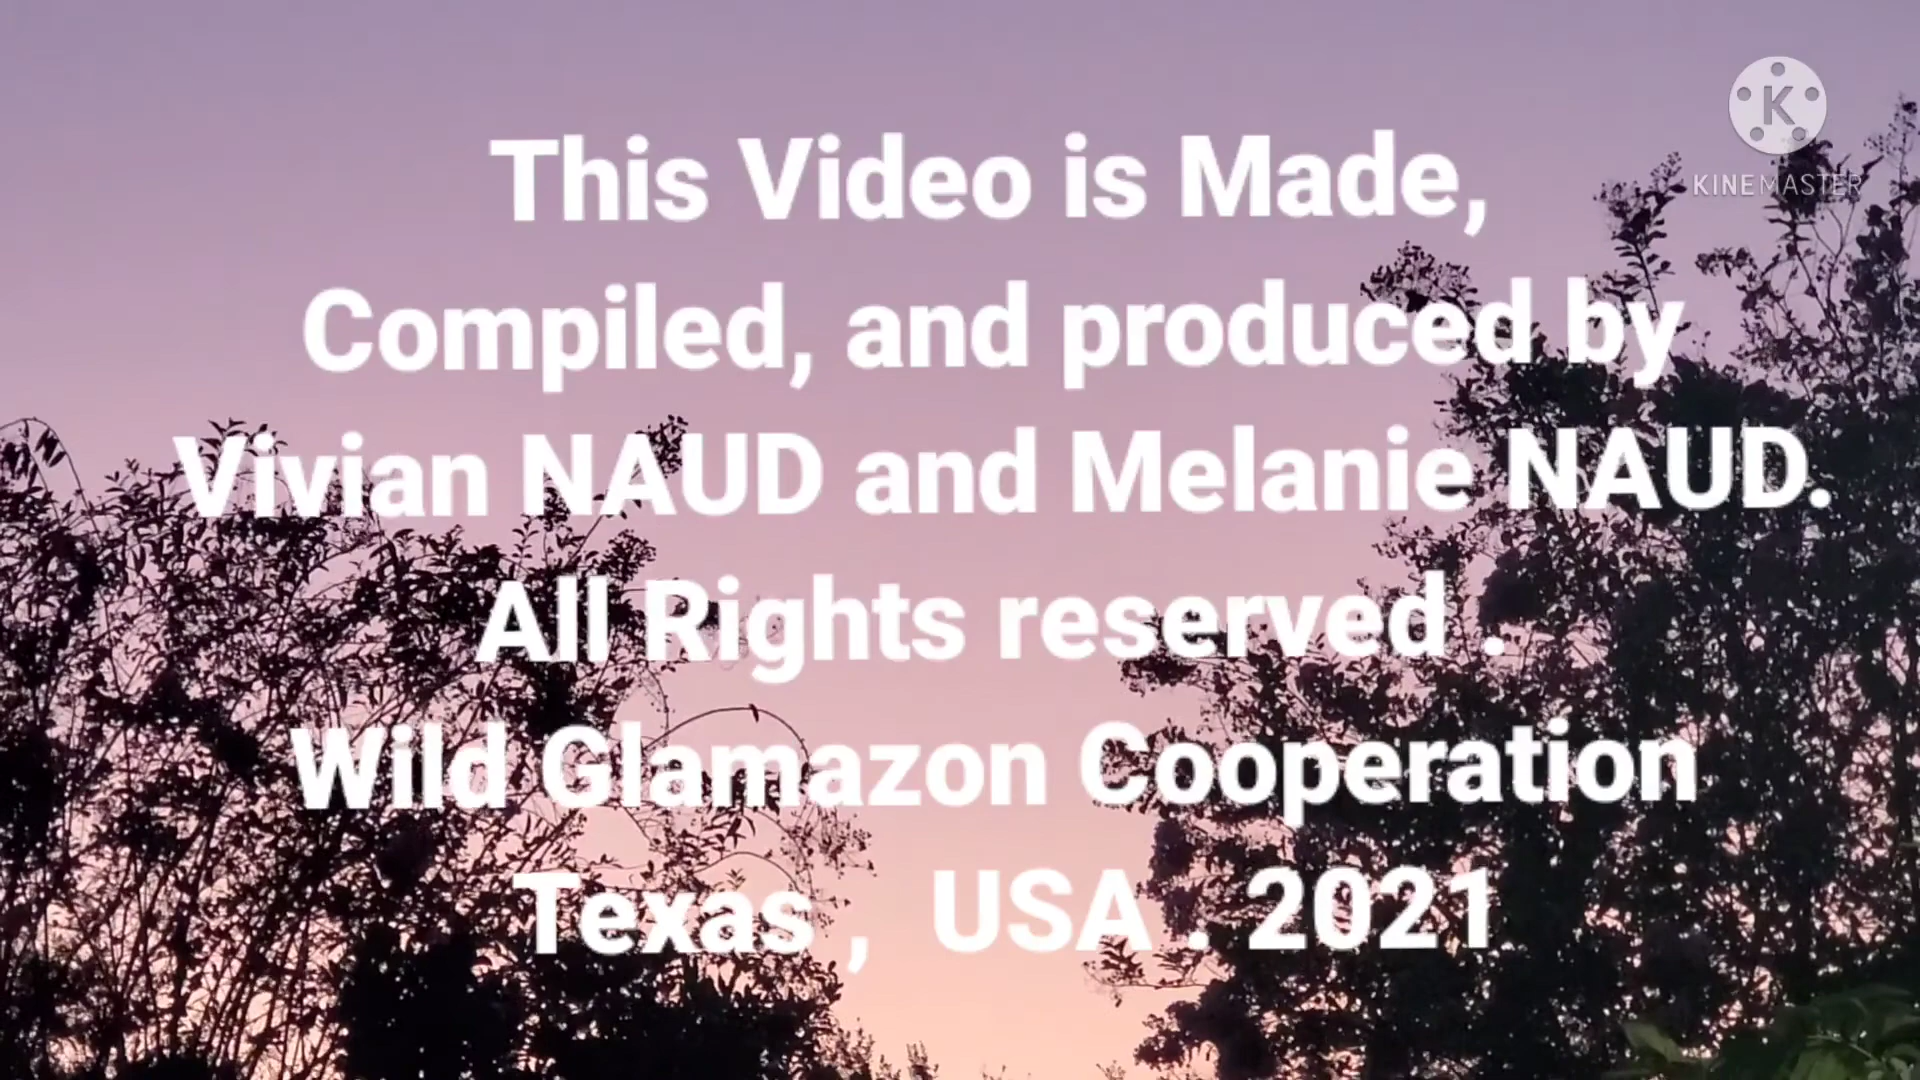 K
KINEMASTER
This Video is Made,
Compiled, and produced by
Vivian NAUD and Melanie NAUD.
All Rights reserved .
Wild Glamazon Cooperation
Texas ,  USA . 2021